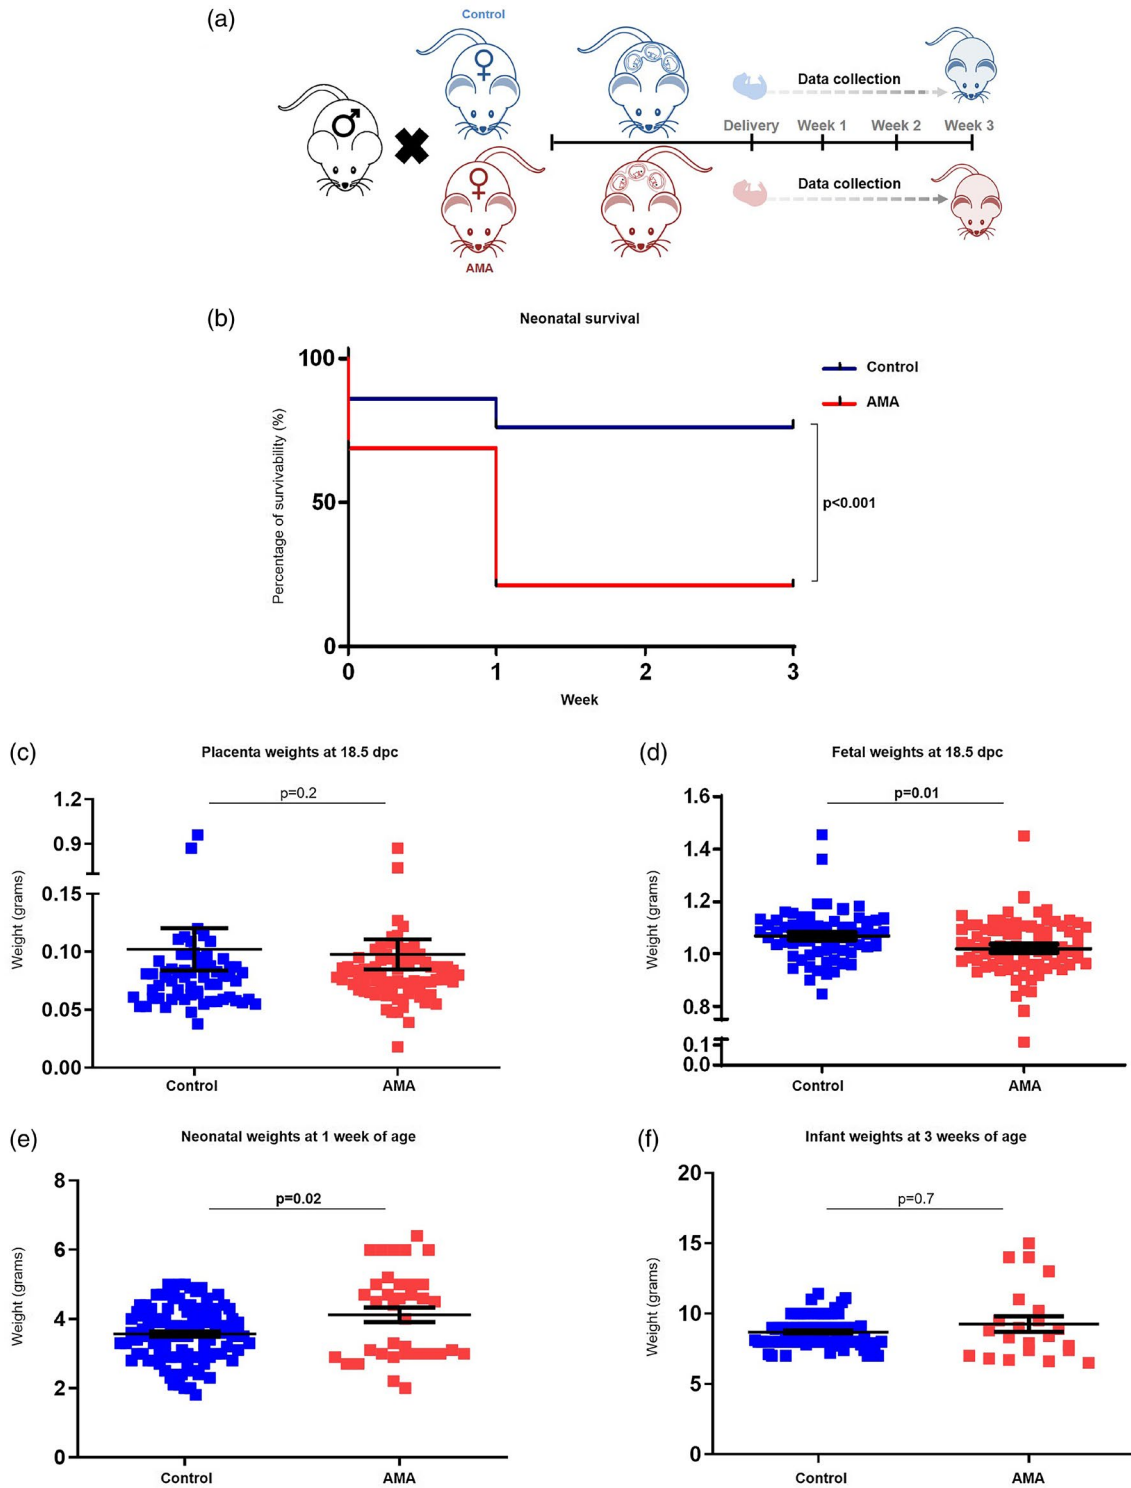 (a)
Control
♀
♂
♀
AMA
Data collection
Delivery Week 1 Week 2 Week 3
Data collection
(b)
Neonatal survival
Percentage of survivability (%)
100
50
0
0 1 2 3
Week
Control
AMA
p<0.001
(c)
Placenta weights at 18.5 dpc
p=0.2
Weight (grams)
1.2
0.9
0.15
0.10
0.05
0.00
Control AMA
(d)
Fetal weights at 18.5 dpc
p=0.01
Weight (grams)
1.6
1.4
1.2
1.0
0.8
0.1
0.0
Control AMA
(e)
Neonatal weights at 1 week of age
p=0.02
Weight (grams)
8
6
4
2
0
Control AMA
(f)
Infant weights at 3 weeks of age
p=0.7
Weight (grams)
20
15
10
5
0
Control AMA